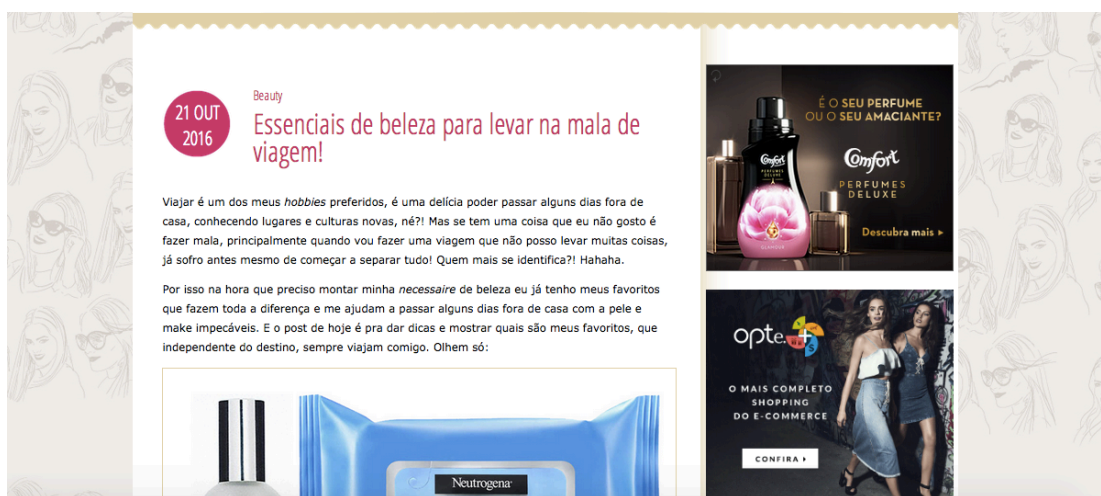 21 OUT
2016
Beauty
Essenciais de beleza para levar na mala de
viagem!
Viajar é um dos meus hobbies preferidos, é uma delícia poder passar alguns dias fora de
casa, conhecendo lugares e culturas novas, né?! Mas se tem uma coisa que eu não gosto é
fazer mala, principalmente quando vou fazer uma viagem que não posso levar muitas coisas,
já sofro antes mesmo de começar a separar tudo! Quem mais se identifica?! Hahaha.
Por isso na hora que preciso montar minha necessaire de beleza eu já tenho meus favoritos
que fazem toda a diferença e me ajudam a passar alguns dias fora de casa com a pele e
make impecáveis. E o post de hoje é pra dar dicas e mostrar quais são meus favoritos, que
independente do destino, sempre viajam comigo. Olhem só:
Neutrogena
É O SEU PERFUME
OU O SEU AMACIANTE?
Comfort
PERFUMES
DELUXE
Comfort
PERFUMES
DELUXE
GLAMOUR
Descubra mais
opte.+
O MAIS COMPLETO
SHOPPING
DO E-COMMERCE
CONFIRA